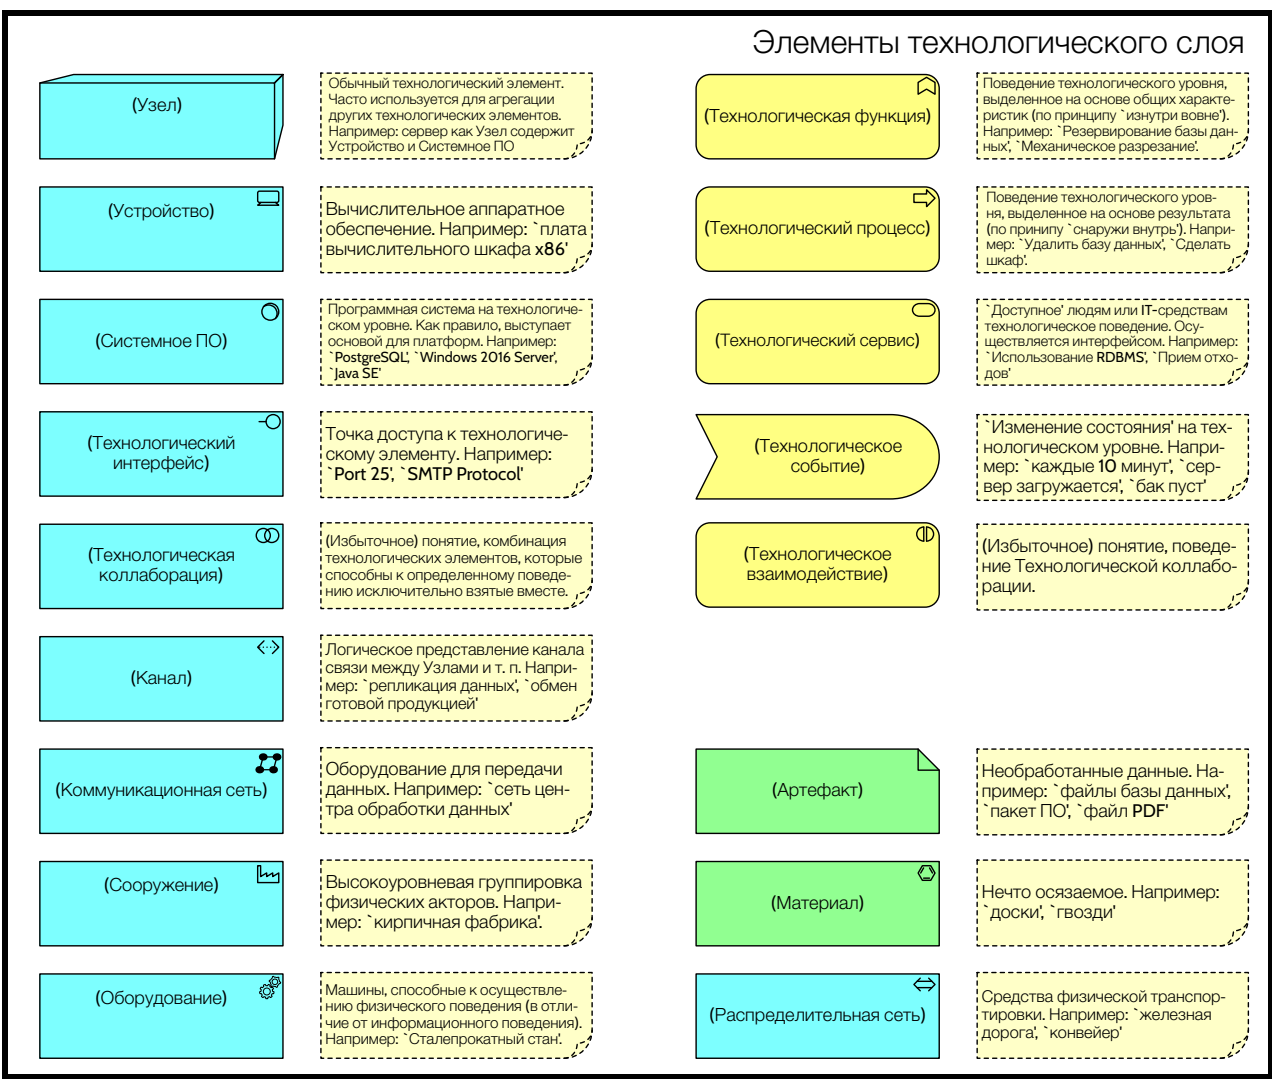 Элементы технологического слоя
(Узел)
Обычный технологический элемент.
Часто используется для агрегации
других технологических элементов.
Например: сервер как Узел содержит
Устройство и Системное ПО
(Технологическая функция)
Поведение технологического уровня,
выделенное на основе общих характе-
ристик (по принципу `изнутри вовне').
Например: `Резервирование базы дан-
ных', `Механическое разрезание'.
(Устройство)
Вычислительное аппаратное
обеспечение. Например: `плата
вычислительного шкафа x86'
(Технологический процесс)
Поведение технологического уров-
ня, выделенное на основе результата
(по принипу `снаружи внутрь'). Напри-
мер: `Удалить базу данных', `Сделать
шкаф'.
(Системное ПО)
Программная система на технологиче-
ском уровне. Как правило, выступает
основой для платформ. Например:
`PostgreSQL', `Windows 2016 Server',
`Java SE'
(Технологический сервис)
`Доступное' людям или IT-средствам
технологическое поведение. Осу-
ществляется интерфейсом. Например:
`Использование RDBMS', `Прием отхо-
дов'
(Технологический
интерфейс)
Точка доступа к технологиче-
скому элементу. Например:
`Port 25', `SMTP Protocol'
(Технологическое
событие)
`Изменение состояния' на тех-
нологическом уровне. Напри-
мер: `каждые 10 минут', `сер-
вер загружается', `бак пуст'
(Технологическая
коллаборация)
(Избыточное) понятие, комбинация
технологических элементов, которые
способны к определенному поведе-
нию исключительно взятые вместе.
(Технологическое
взаимодействие)
(Избыточное) понятие, поведе-
ние Технологической коллабо-
рации.
(Канал)
Логическое представление канала
связи между Узлами и т. п. Напри-
мер: `репликация данных', `обмен
готовой продукцией'
(Коммуникационная сеть)
Оборудование для передачи
данных. Например: `сеть цен-
тра обработки данных'
(Артефакт)
Необработанные данные. На-
пример: `файлы базы данных',
`пакет ПО', `файл PDF'
(Сооружение)
Высокоуровневая группировка
физических акторов. Напри-
мер: `кирпичная фабрика'.
(Материал)
Нечто осязаемое. Например:
`доски', `гвозди'
(Оборудование)
Машины, способные к осуществле-
нию физического поведения (в отли-
чие от информационного поведения).
Например: `Сталепрокатный стан'.
(Распределительная сеть)
Средства физической транспор-
тировки. Например: `железная
дорога', `конвейер'